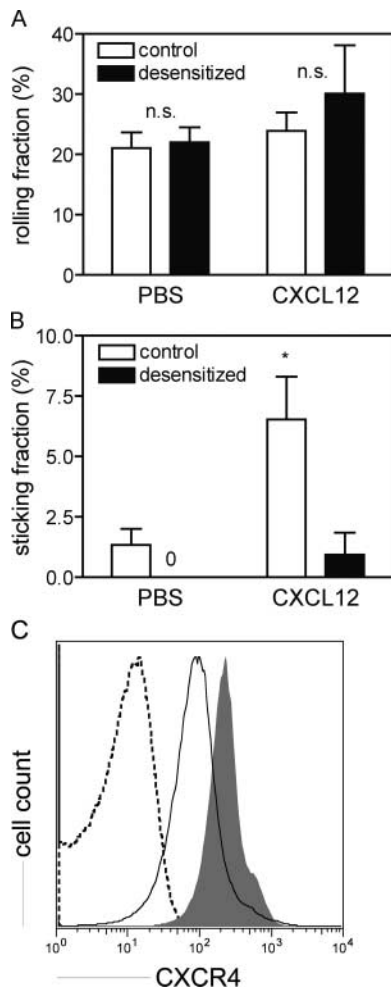 A
40
control
desensitized
30
n.s.
n.s.
20
10
0
rolling fraction (%)
PBS CXCL12
B
10.0
control
desensitized
*
7.5
5.0
2.5
0
0.0
sticking fraction (%)
PBS CXCL12
C
cell count
10⁰ 10¹ 10² 10³ 10⁴
CXCR4